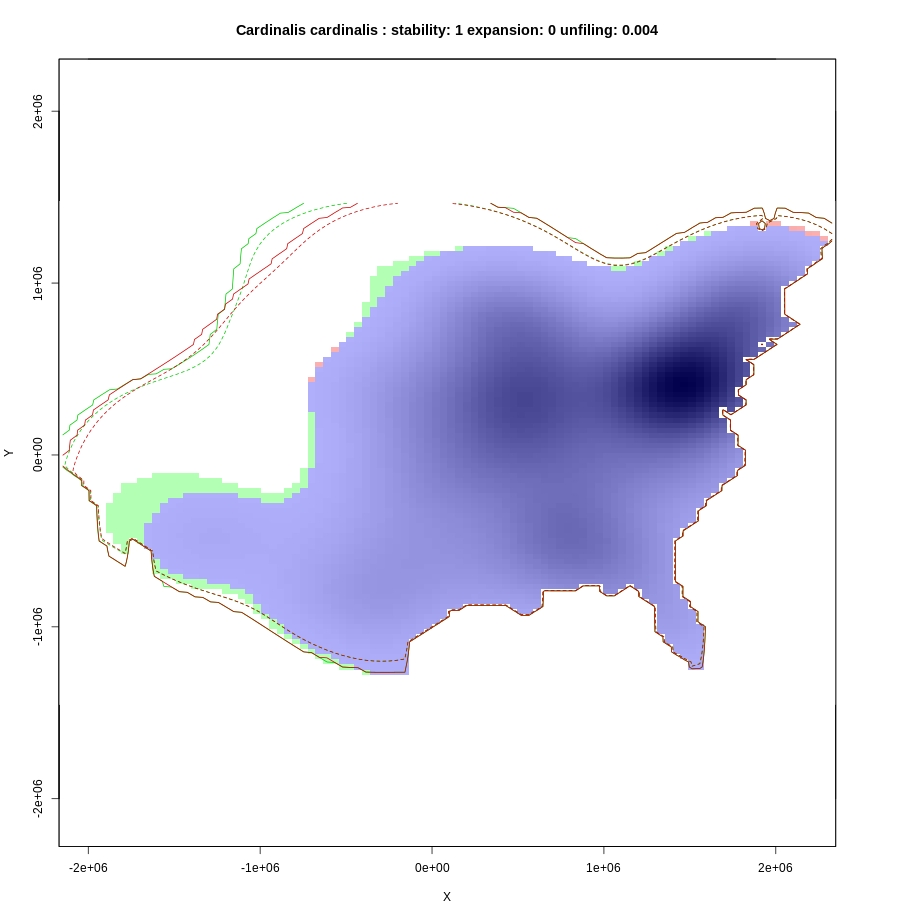 Cardinalis cardinalis : stability: 1 expansion: 0 unfiling: 0.004
2e+06
1e+06
0e+00
-1e+06
-2e+06
Y
-2e+06 -1e+06 0e+00 1e+06 2e+06
X